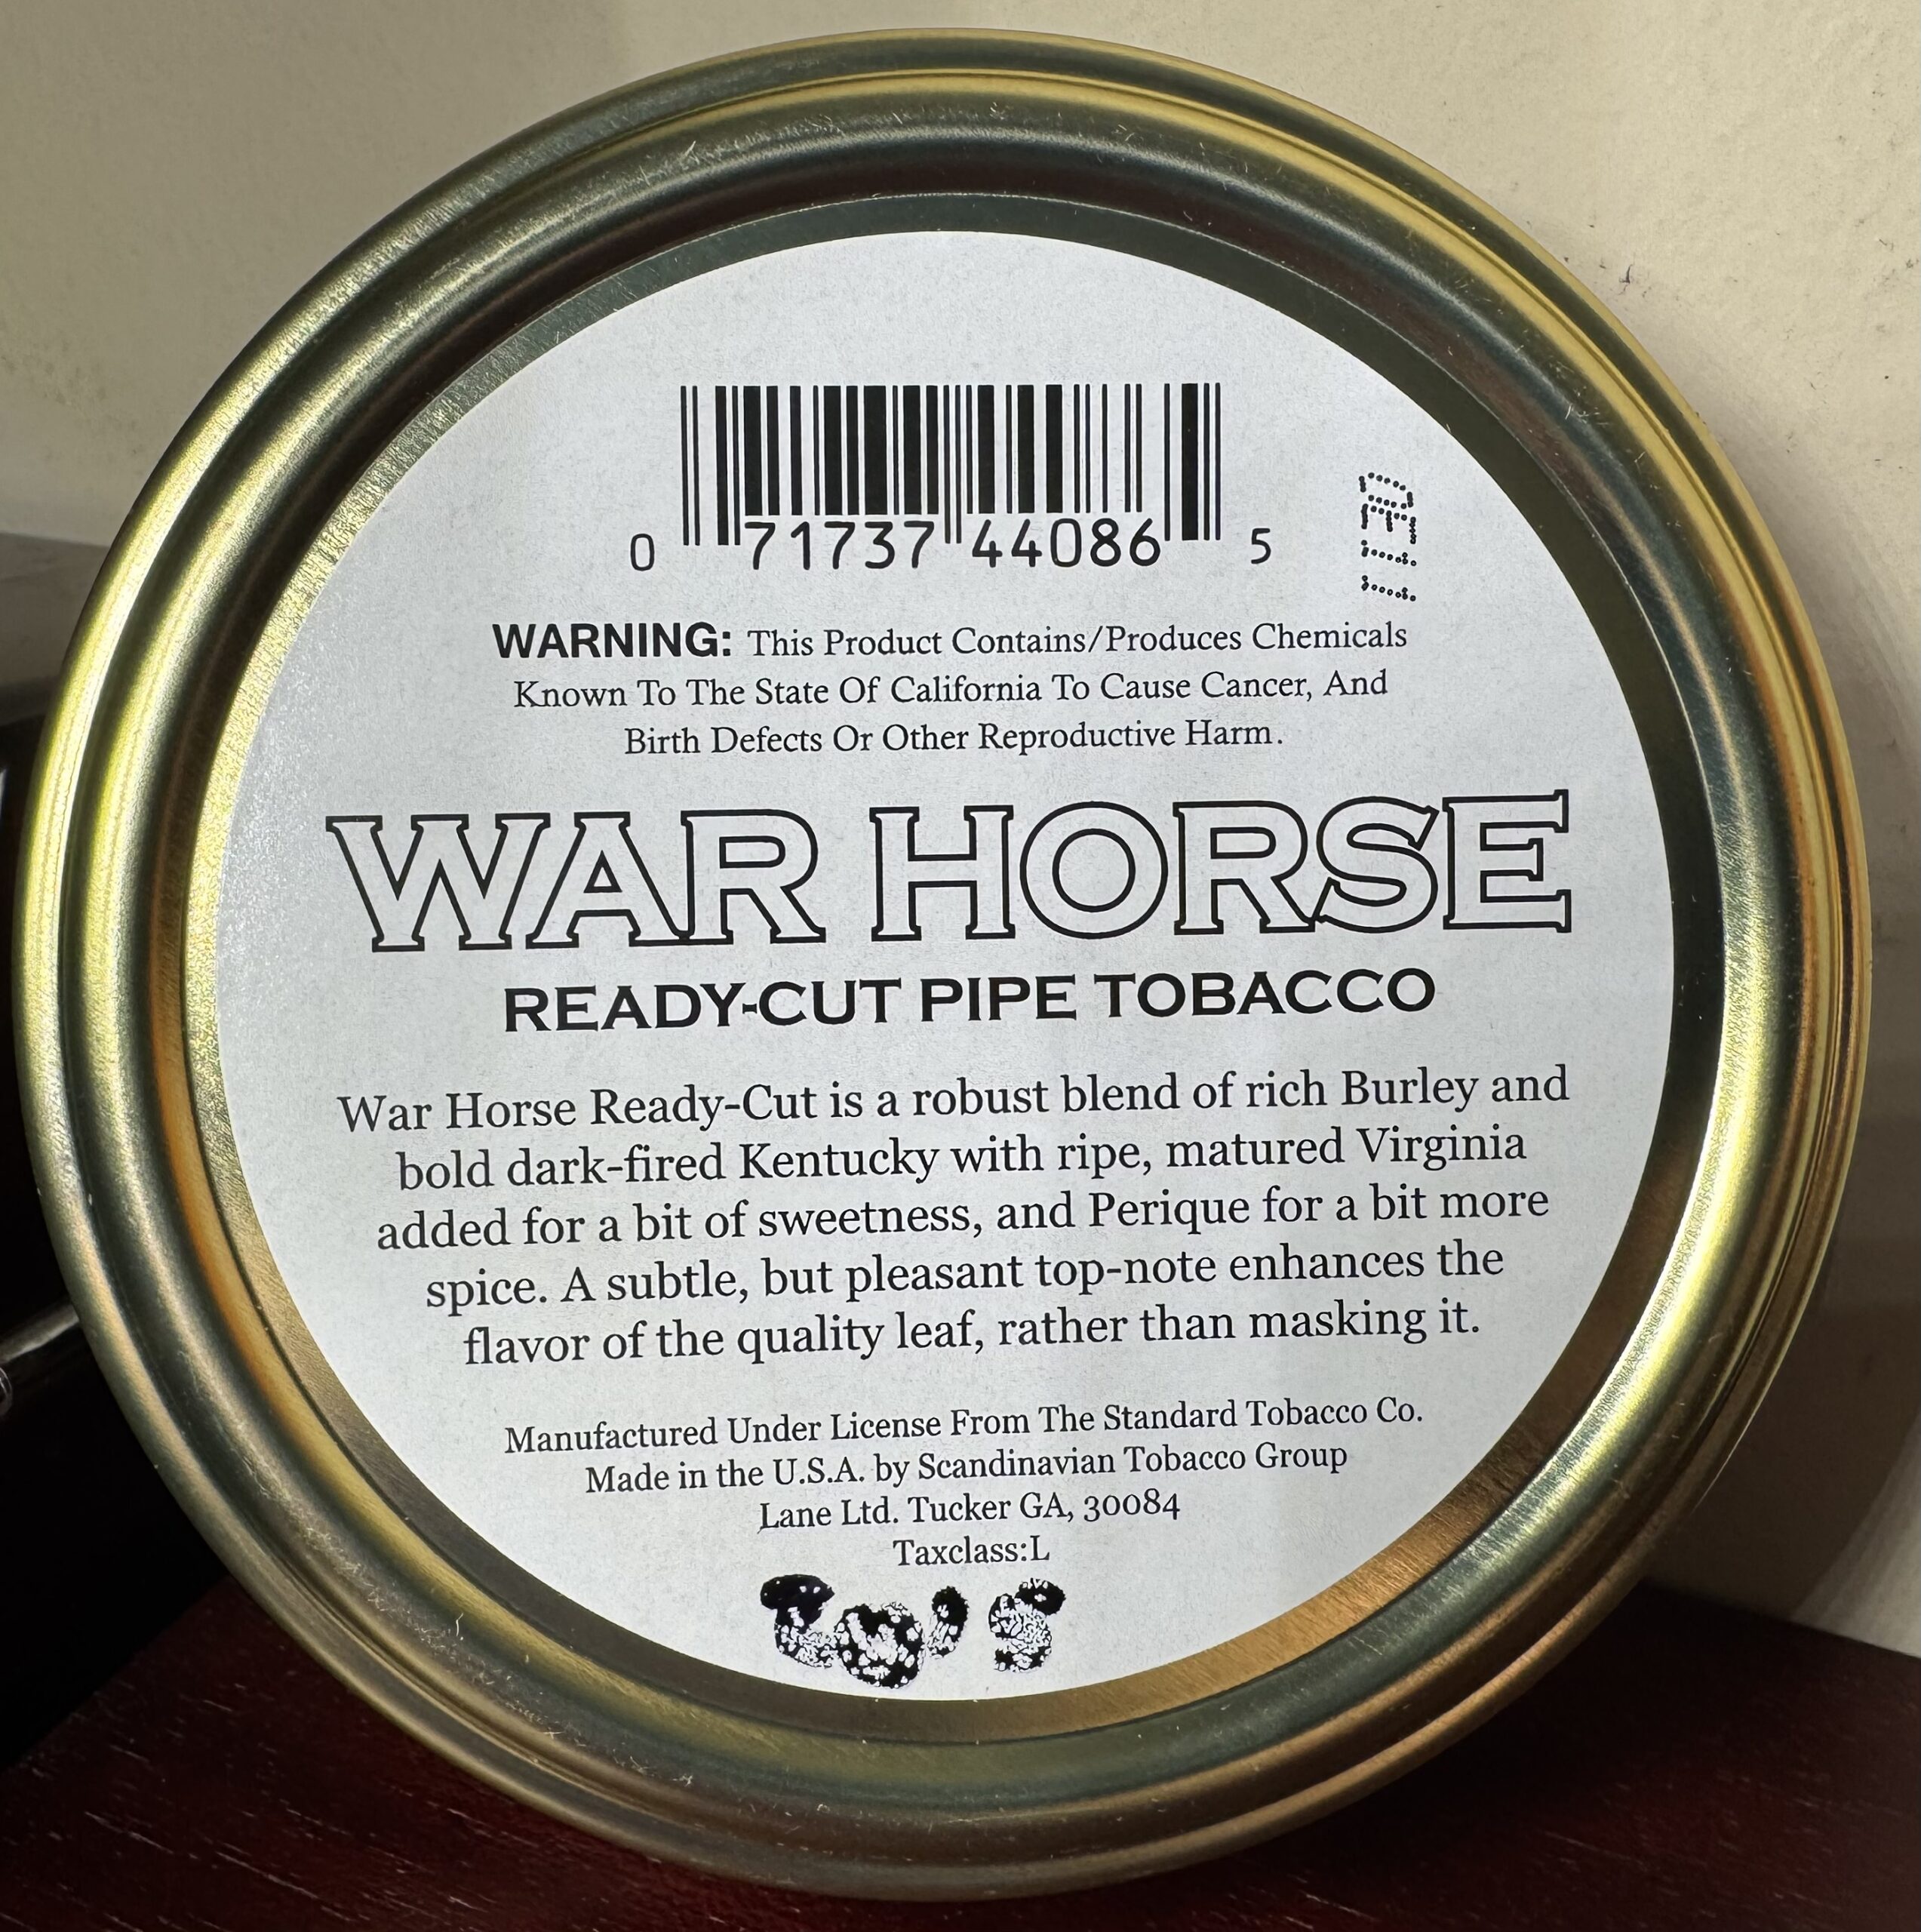 0 71737 44086 5
WARNING: This Product Contains/Produces Chemicals
Known To The State Of California To Cause Cancer, And
Birth Defects Or Other Reproductive Harm.
WAR HORSE
READY-CUT PIPE TOBACCO
War Horse Ready-Cut is a robust blend of rich Burley and
bold dark-fired Kentucky with ripe, matured Virginia
added for a bit of sweetness, and Perique for a bit more
spice. A subtle, but pleasant top-note enhances the
flavor of the quality leaf, rather than masking it.
Manufactured Under License From The Standard Tobacco Co.
Made in the U.S.A. by Scandinavian Tobacco Group
Lane Ltd. Tucker GA, 30084
Taxclass:L